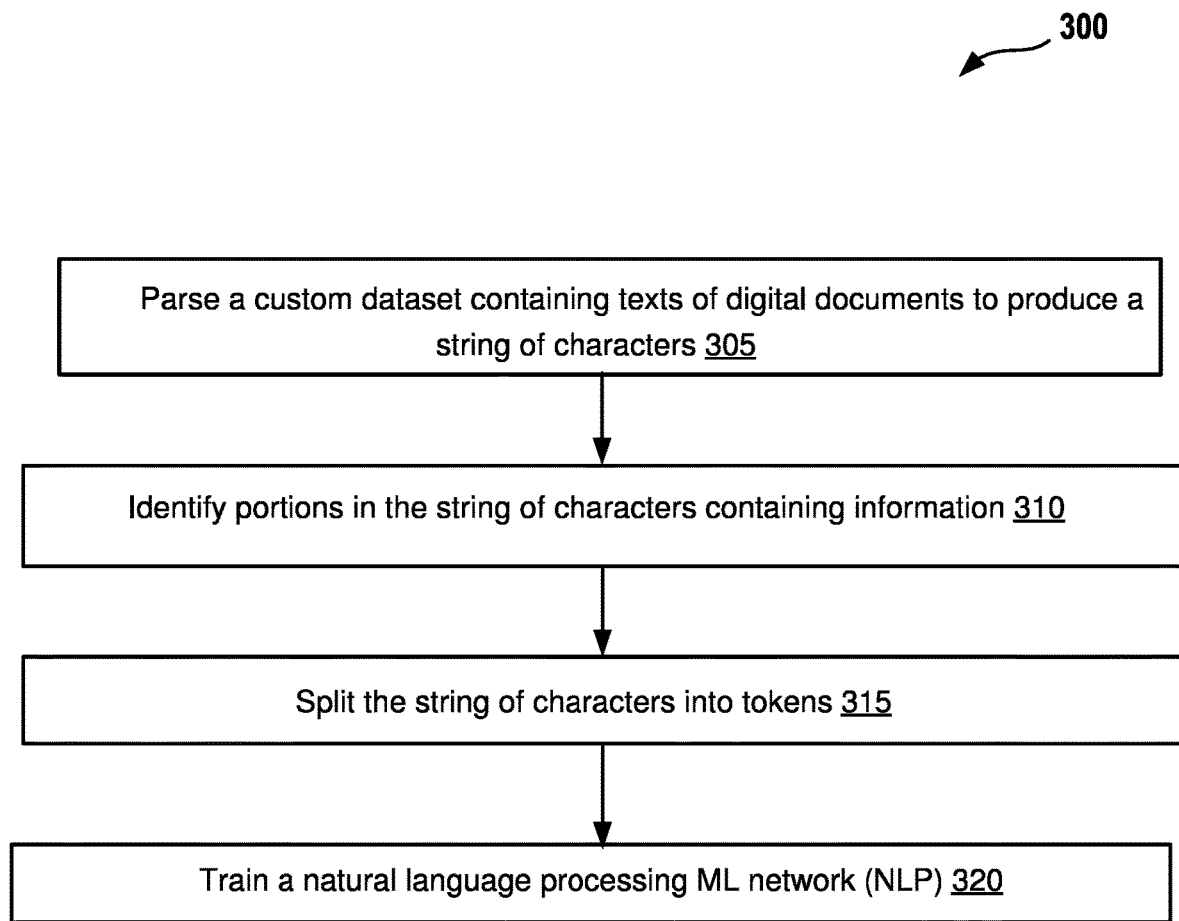 300
Parse a custom dataset containing texts of digital documents to produce a
string of characters 305
Identify portions in the string of characters containing information 310
Split the string of characters into tokens 315
Train a natural language processing ML network (NLP) 320